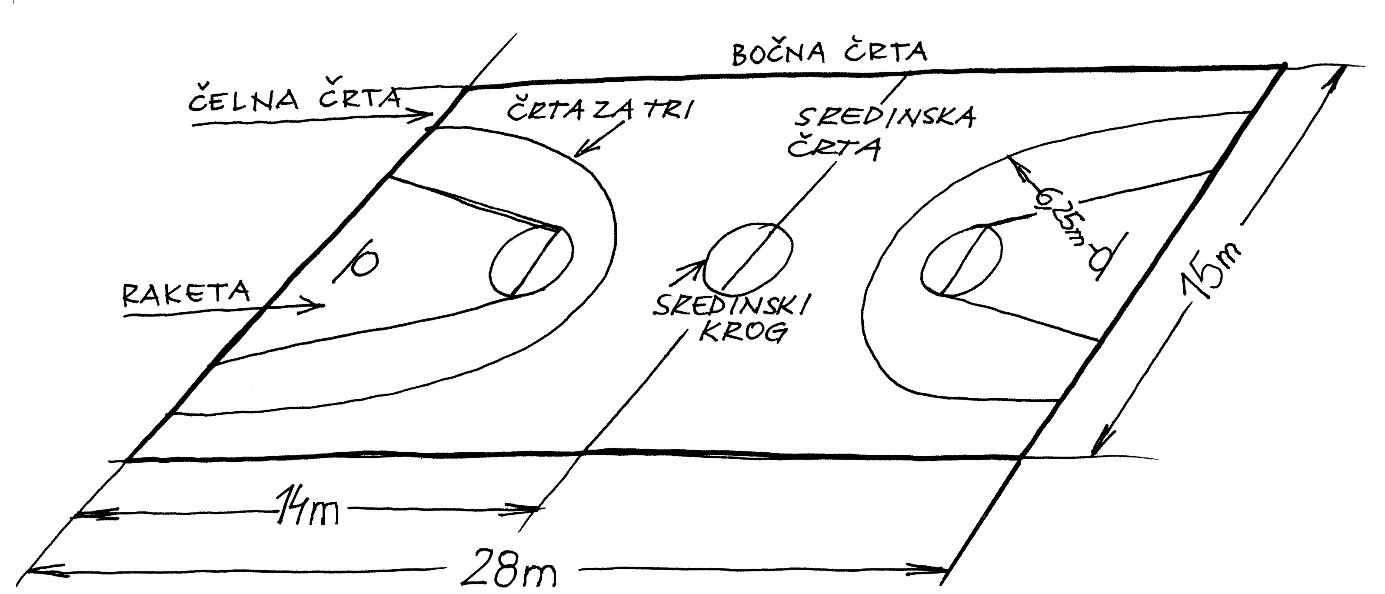 BOČNA ČRTA
ČELNA ČRTA
ČRTA ZA TRI
SREDINSKA
ČRTA
6,25m
RAKETA
15m
SREDINSKI
KROG
14m
28m